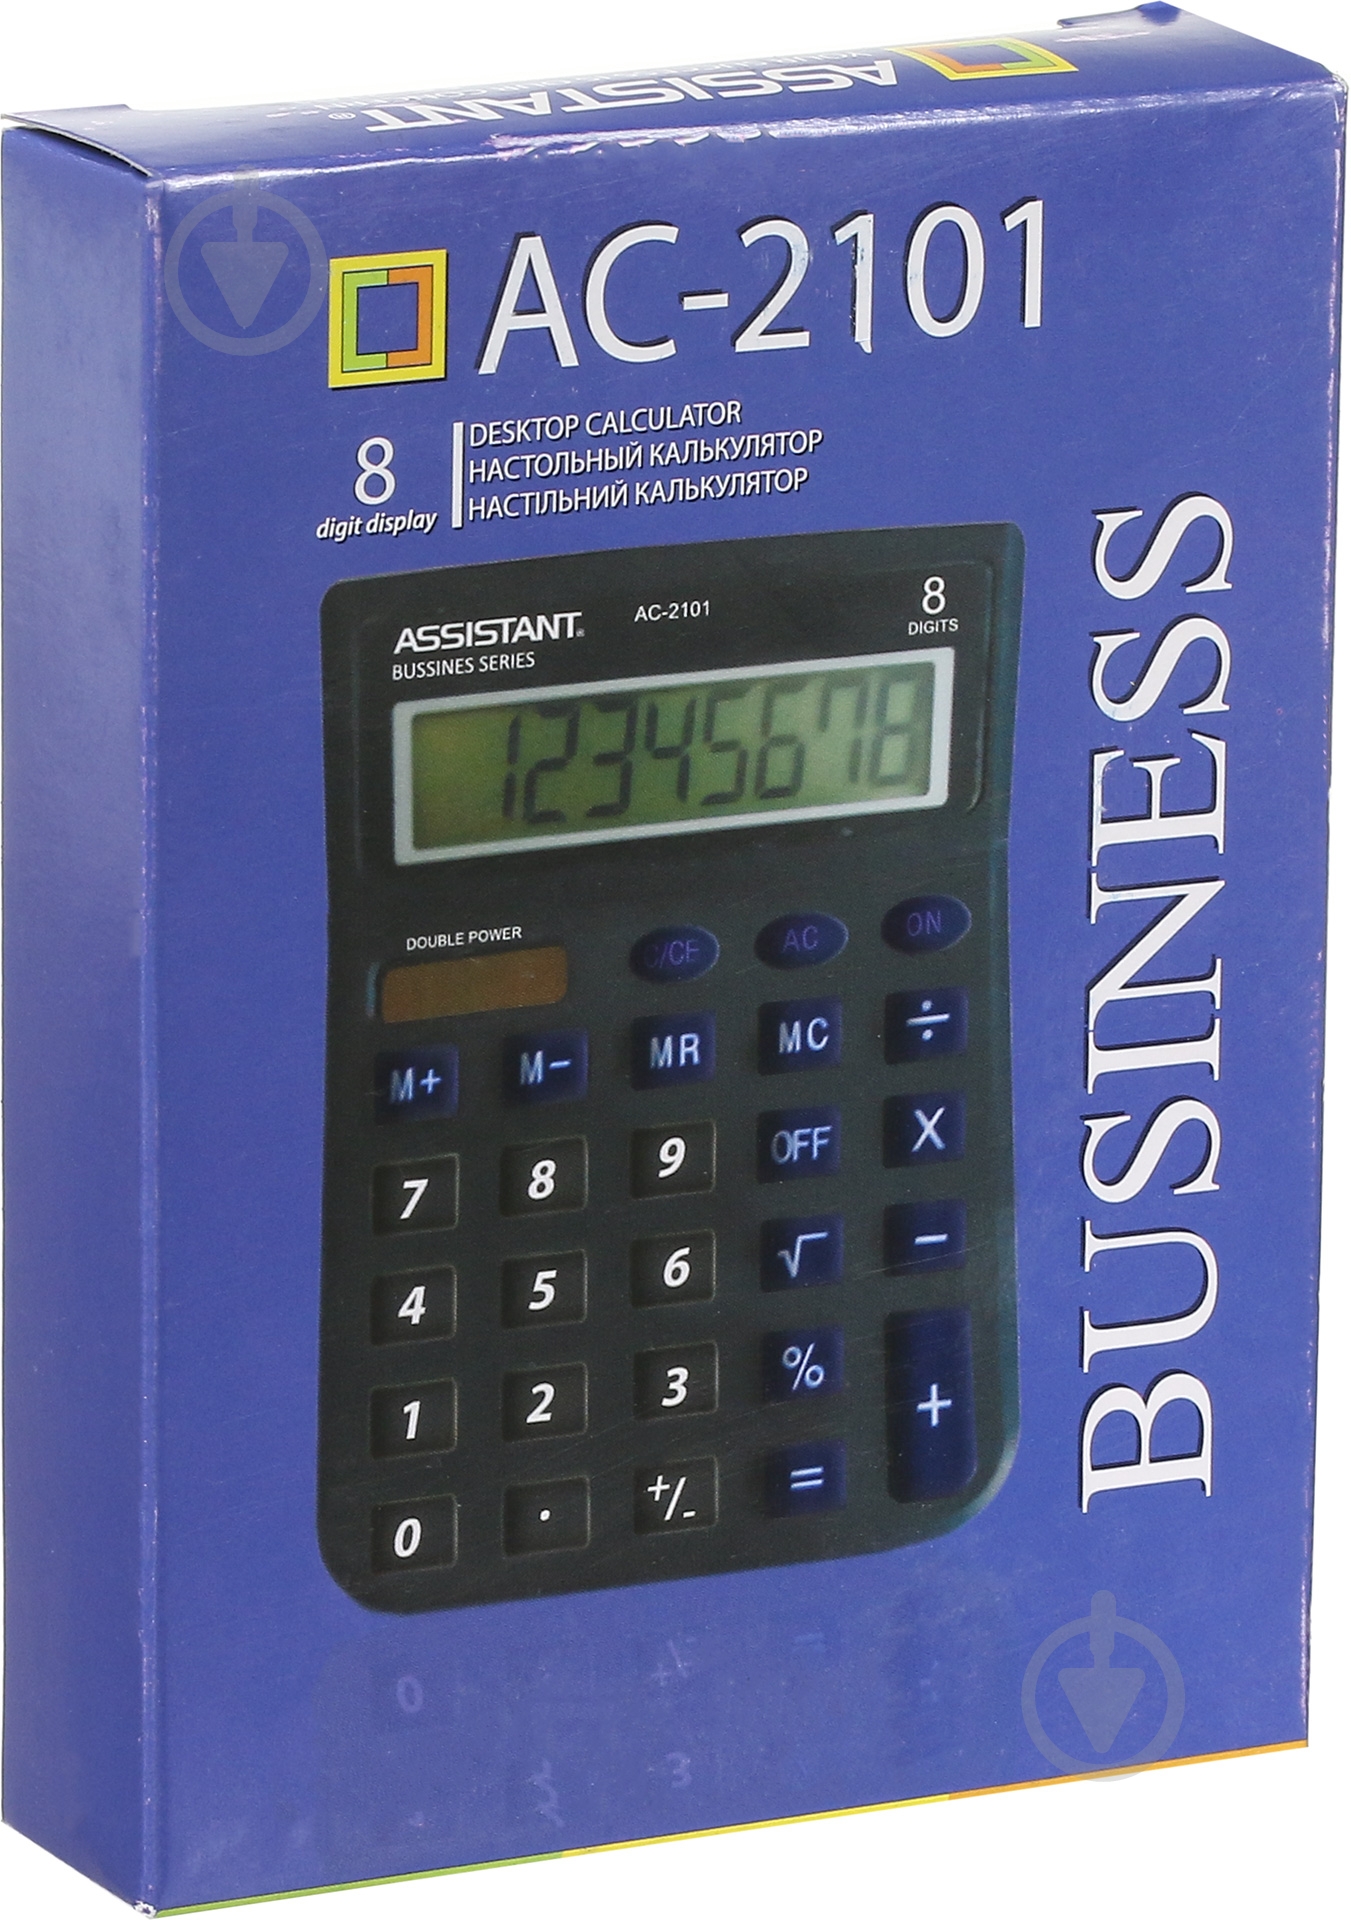 ASSISTANT®
AC-2101
8
digit display
DESKTOP CALCULATOR
НАСТОЛЬНЫЙ КАЛЬКУЛЯТОР
НАСТІЛЬНИЙ КАЛЬКУЛЯТОР
BUSINESS
ASSISTANT® AC-2101 8
BUSSINES SERIES DIGITS
12345678
DOUBLE POWER
C/CE AC ON
M+ M− MR MC ÷
7 8 9 OFF X
4 5 6 √ −
1 2 3 % +
0 . +/- =